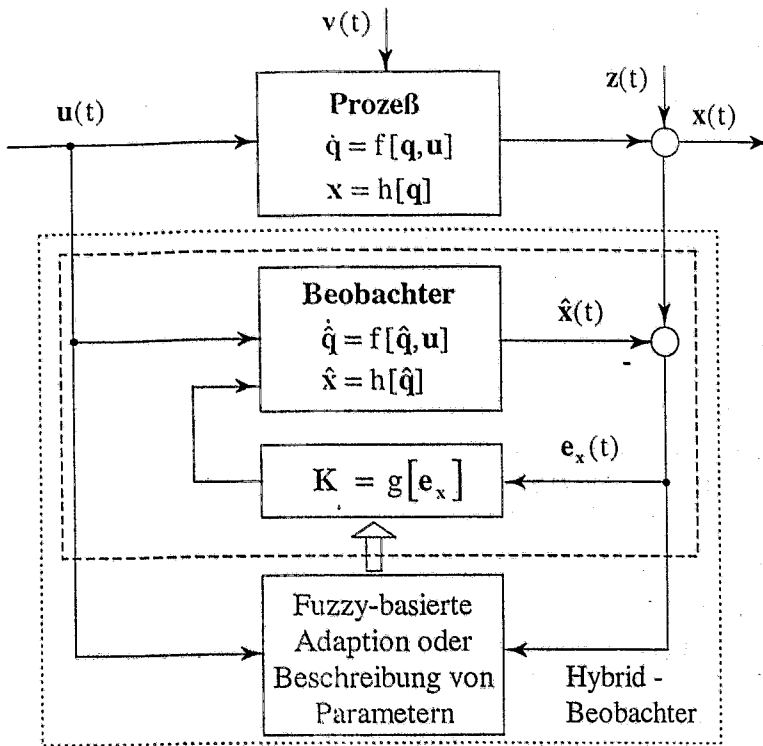 v(t)
z(t)
u(t)
x(t)
Prozeß
q̇ = f[q,u]
x = h[q]
Beobachter
q̂̇ = f[q̂,u]
x̂ = h[q̂]
x̂(t)
-
e_x(t)
K = g[e_x]
Fuzzy-basierte
Adaption oder
Beschreibung von
Parametern
Hybrid -
Beobachter